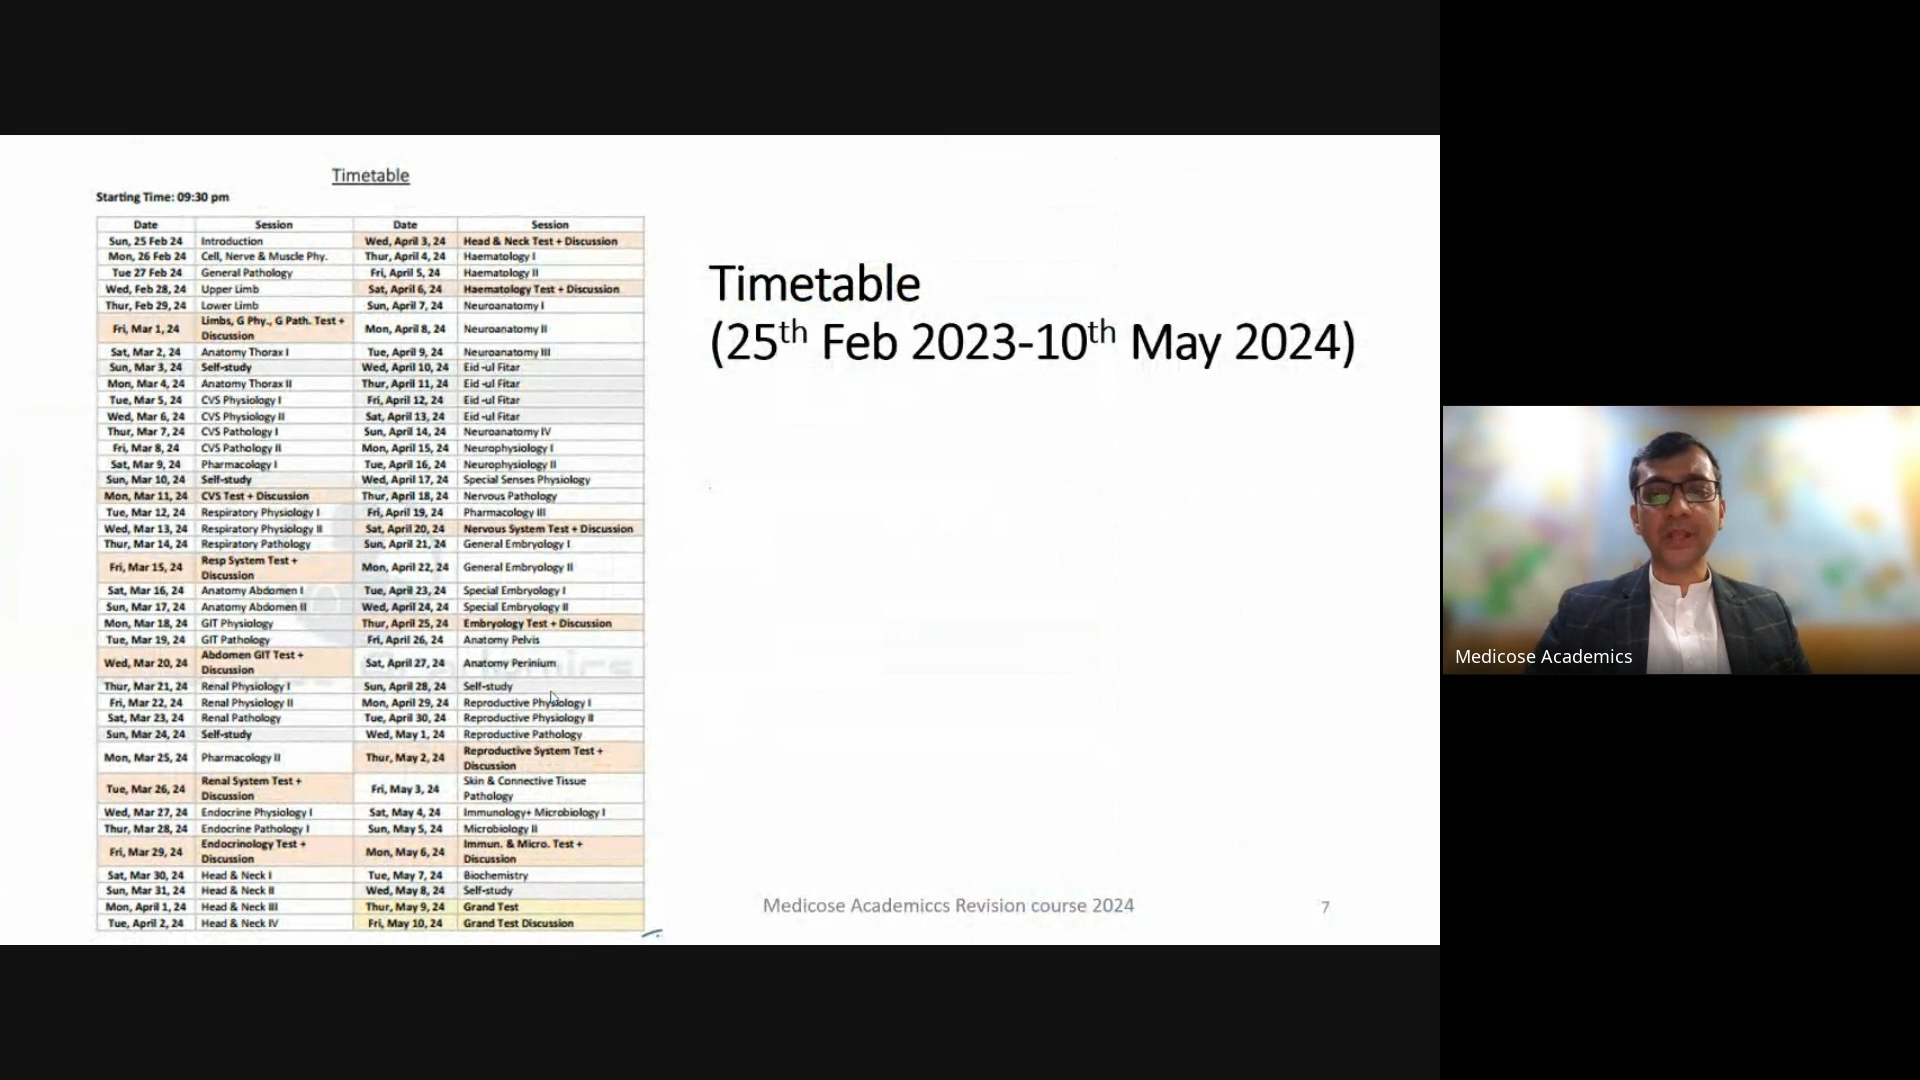 Timetable
Starting Time: 09:30 pm
Date Session Date Session
Sun, 25 Feb 24 Introduction Wed, April 3, 24 Head & Neck Test + Discussion
Mon, 26 Feb 24 Cell, Nerve & Muscle Phy. Thur, April 4, 24 Haematology I
Tue 27 Feb 24 General Pathology Fri, April 5, 24 Haematology II
Wed, Feb 28, 24 Upper Limb Sat, April 6, 24 Haematology Test + Discussion
Thur, Feb 29, 24 Lower Limb Sun, April 7, 24 Neuroanatomy I
Fri, Mar 1, 24 Limbs, G Phy., G Path. Test + Discussion Mon, April 8, 24 Neuroanatomy II
Sat, Mar 2, 24 Anatomy Thorax I Tue, April 9, 24 Neuroanatomy III
Sun, Mar 3, 24 Self-study Wed, April 10, 24 Eid -ul Fitar
Mon, Mar 4, 24 Anatomy Thorax II Thur, April 11, 24 Eid -ul Fitar
Tue, Mar 5, 24 CVS Physiology I Fri, April 12, 24 Eid -ul Fitar
Wed, Mar 6, 24 CVS Physiology II Sat, April 13, 24 Eid -ul Fitar
Thur, Mar 7, 24 CVS Pathology I Sun, April 14, 24 Neuroanatomy IV
Fri, Mar 8, 24 CVS Pathology II Mon, April 15, 24 Neurophysiology I
Sat, Mar 9, 24 Pharmacology I Tue, April 16, 24 Neurophysiology II
Sun, Mar 10, 24 Self-study Wed, April 17, 24 Special Senses Physiology
Mon, Mar 11, 24 CVS Test + Discussion Thur, April 18, 24 Nervous Pathology
Tue, Mar 12, 24 Respiratory Physiology I Fri, April 19, 24 Pharmacology III
Wed, Mar 13, 24 Respiratory Physiology II Sat, April 20, 24 Nervous System Test + Discussion
Thur, Mar 14, 24 Respiratory Pathology Sun, April 21, 24 General Embryology I
Fri, Mar 15, 24 Resp System Test + Discussion Mon, April 22, 24 General Embryology II
Sat, Mar 16, 24 Anatomy Abdomen I Tue, April 23, 24 Special Embryology I
Sun, Mar 17, 24 Anatomy Abdomen II Wed, April 24, 24 Special Embryology II
Mon, Mar 18, 24 GIT Physiology Thur, April 25, 24 Embryology Test + Discussion
Tue, Mar 19, 24 GIT Pathology Fri, April 26, 24 Anatomy Pelvis
Wed, Mar 20, 24 Abdomen GIT Test + Discussion Sat, April 27, 24 Anatomy Perinium
Thur, Mar 21, 24 Renal Physiology I Sun, April 28, 24 Self-study
Fri, Mar 22, 24 Renal Physiology II Mon, April 29, 24 Reproductive Physiology I
Sat, Mar 23, 24 Renal Pathology Tue, April 30, 24 Reproductive Physiology II
Sun, Mar 24, 24 Self-study Wed, May 1, 24 Reproductive Pathology
Mon, Mar 25, 24 Pharmacology II Thur, May 2, 24 Reproductive System Test + Discussion
Tue, Mar 26, 24 Renal System Test + Discussion Fri, May 3, 24 Skin & Connective Tissue Pathology
Wed, Mar 27, 24 Endocrine Physiology I Sat, May 4, 24 Immunology+ Microbiology I
Thur, Mar 28, 24 Endocrine Pathology I Sun, May 5, 24 Microbiology II
Fri, Mar 29, 24 Endocrinology Test + Discussion Mon, May 6, 24 Immun. & Micro. Test + Discussion
Sat, Mar 30, 24 Head & Neck I Tue, May 7, 24 Biochemistry
Sun, Mar 31, 24 Head & Neck II Wed, May 8, 24 Self-study
Mon, April 1, 24 Head & Neck III Thur, May 9, 24 Grand Test
Tue, April 2, 24 Head & Neck IV Fri, May 10, 24 Grand Test Discussion
Timetable
(25th Feb 2023-10th May 2024)
Medicose Academiccs Revision course 2024
7
Medicose Academics